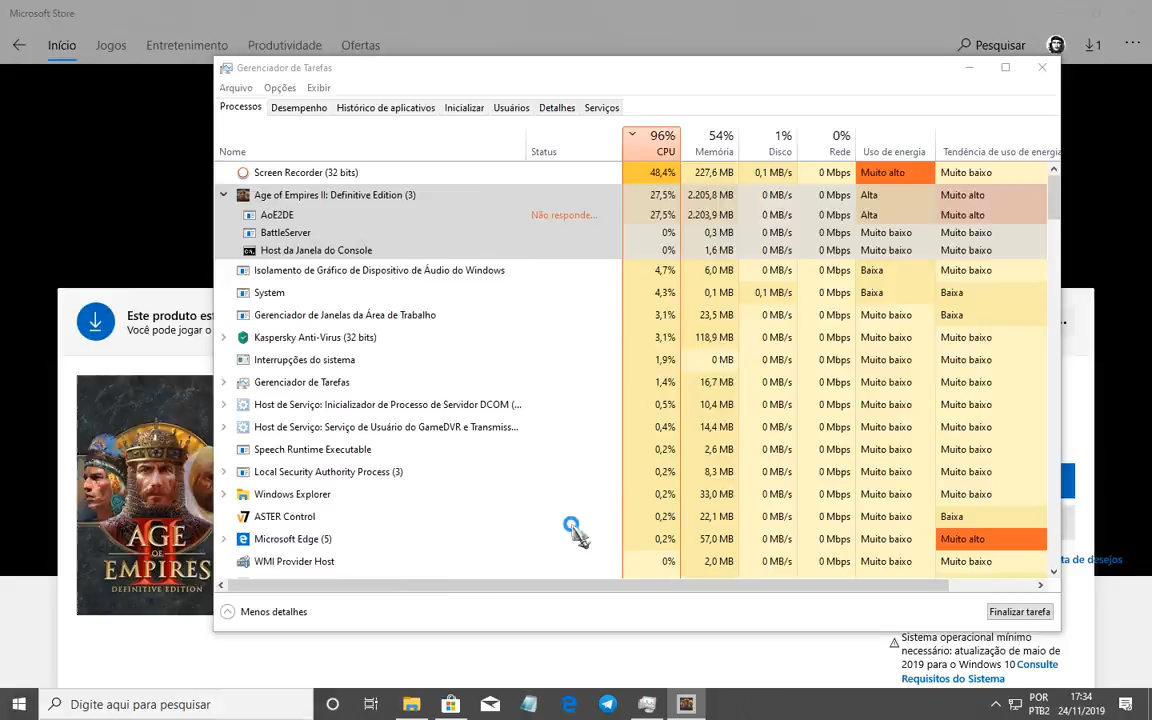 Microsoft Store
Início Jogos Entretenimento Produtividade Ofertas Pesquisar 1
Gerenciador de Tarefas
Arquivo Opções Exibir
Processos Desempenho Histórico de aplicativos Inicializar Usuários Detalhes Serviços
96% 54% 1% 0%
Nome Status CPU Memória Disco Rede Uso de energia Tendência de uso de energia
Screen Recorder (32 bits) 48,4% 227,6 MB 0,1 MB/s 0 Mbps Muito alto Muito baixo
Age of Empires II: Definitive Edition (3) 27,5% 2.205,8 MB 0 MB/s 0 Mbps Alta Muito alto
AoE2DE Não responde... 27,5% 2.203,9 MB 0 MB/s 0 Mbps Alta Muito alto
BattleServer 0% 0,3 MB 0 MB/s 0 Mbps Muito baixo Muito baixo
Host da Janela do Console 0% 1,6 MB 0 MB/s 0 Mbps Muito baixo Muito baixo
Isolamento de Gráfico de Dispositivo de Áudio do Windows 4,7% 6,0 MB 0 MB/s 0 Mbps Baixa Muito baixo
System 4,3% 0,1 MB 0,1 MB/s 0 Mbps Baixa Baixa
Gerenciador de Janelas da Área de Trabalho 3,1% 23,5 MB 0 MB/s 0 Mbps Muito baixo Baixa
Kaspersky Anti-Virus (32 bits) 3,1% 118,9 MB 0 MB/s 0 Mbps Muito baixo Muito baixo
Interrupções do sistema 1,9% 0 MB 0 MB/s 0 Mbps Muito baixo Muito baixo
Gerenciador de Tarefas 1,4% 16,7 MB 0 MB/s 0 Mbps Muito baixo Muito baixo
Host de Serviço: Inicializador de Processo de Servidor DCOM (... 0,5% 10,4 MB 0 MB/s 0 Mbps Muito baixo Muito baixo
Host de Serviço: Serviço de Usuário do GameDVR e Transmiss... 0,4% 14,4 MB 0 MB/s 0 Mbps Muito baixo Muito baixo
Speech Runtime Executable 0,2% 2,6 MB 0 MB/s 0 Mbps Muito baixo Muito baixo
Local Security Authority Process (3) 0,2% 8,3 MB 0 MB/s 0 Mbps Muito baixo Muito baixo
Windows Explorer 0,2% 33,0 MB 0 MB/s 0 Mbps Muito baixo Muito baixo
ASTER Control 0,2% 22,1 MB 0 MB/s 0 Mbps Muito baixo Baixa
Microsoft Edge (5) 0,2% 57,0 MB 0 MB/s 0 Mbps Muito baixo Muito alto
WMI Provider Host 0% 2,0 MB 0 MB/s 0 Mbps Muito baixo Muito baixo
Menos detalhes Finalizar tarefa
Este produto est
Você pode jogar o
AGE
OF
EMPIRES
II
DEFINITIVE EDITION
ta de desejos
Sistema operacional mínimo
necessário: atualização de maio de
2019 para o Windows 10 Consulte
Requisitos do Sistema
Digite aqui para pesquisar
POR
PTB2
17:34
24/11/2019